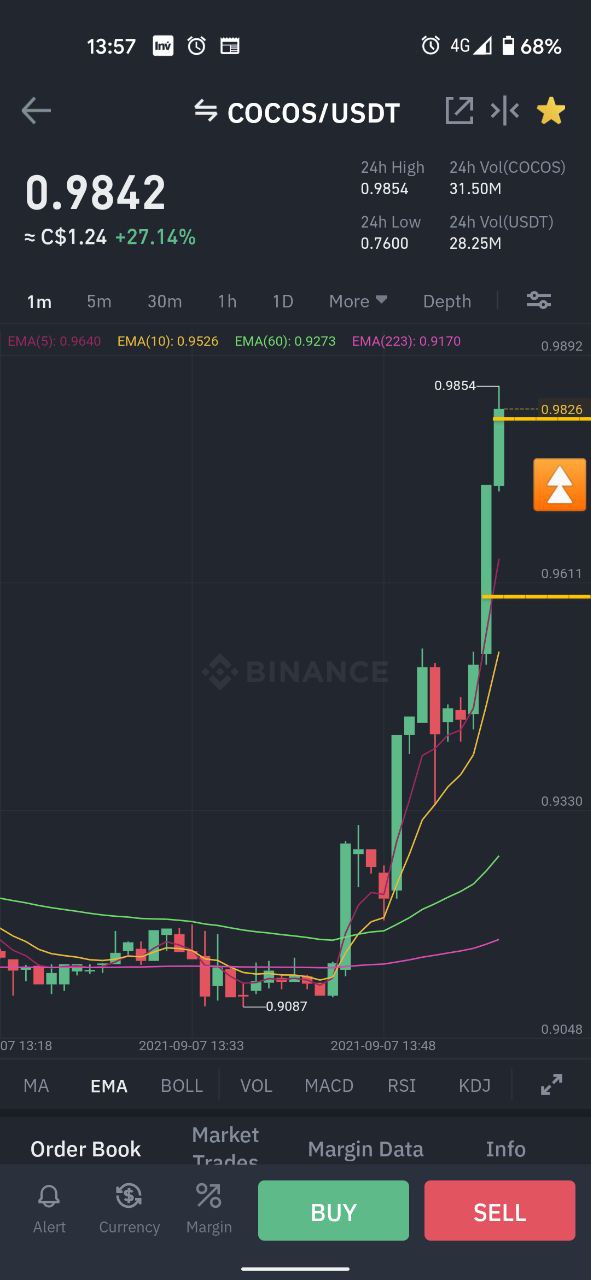 13:57 Inv 4G 68%
COCOS/USDT
0.9842
≈ C$1.24 +27.14%
24h High 24h Vol(COCOS)
0.9854 31.50M
24h Low 24h Vol(USDT)
0.7600 28.25M
1m 5m 30m 1h 1D More Depth
EMA(5): 0.9640 EMA(10): 0.9526 EMA(60): 0.9273 EMA(223): 0.9170
0.9892
0.9854
0.9826
0.9611
BINANCE
0.9330
0.9087
0.9048
07 13:18 2021-09-07 13:33 2021-09-07 13:48
MA EMA BOLL VOL MACD RSI KDJ
Order Book Market Trades Margin Data Info
Alert Currency Margin BUY SELL